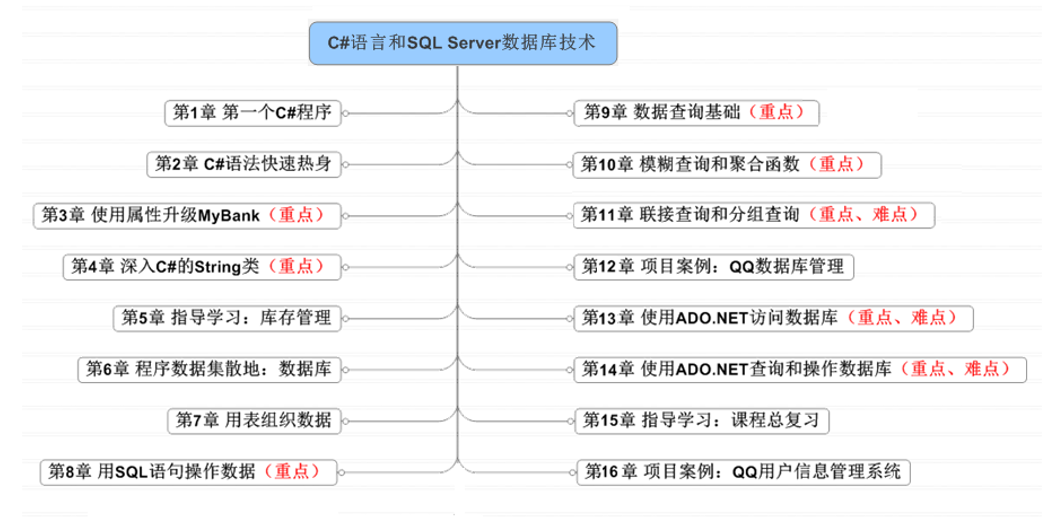 C#语言和SQL Server数据库技术
第1章 第一个C#程序
第2章 C#语法快速热身
第3章 使用属性升级MyBank（重点）
第4章 深入C#的String类（重点）
第5章 指导学习：库存管理
第6章 程序数据集散地：数据库
第7章 用表组织数据
第8章 用SQL语句操作数据（重点）
第9章 数据查询基础（重点）
第10章 模糊查询和聚合函数（重点）
第11章 联接查询和分组查询（重点、难点）
第12章 项目案例：QQ数据库管理
第13章 使用ADO.NET访问数据库（重点、难点）
第14章 使用ADO.NET查询和操作数据库（重点、难点）
第15章 指导学习：课程总复习
第16章 项目案例：QQ用户信息管理系统